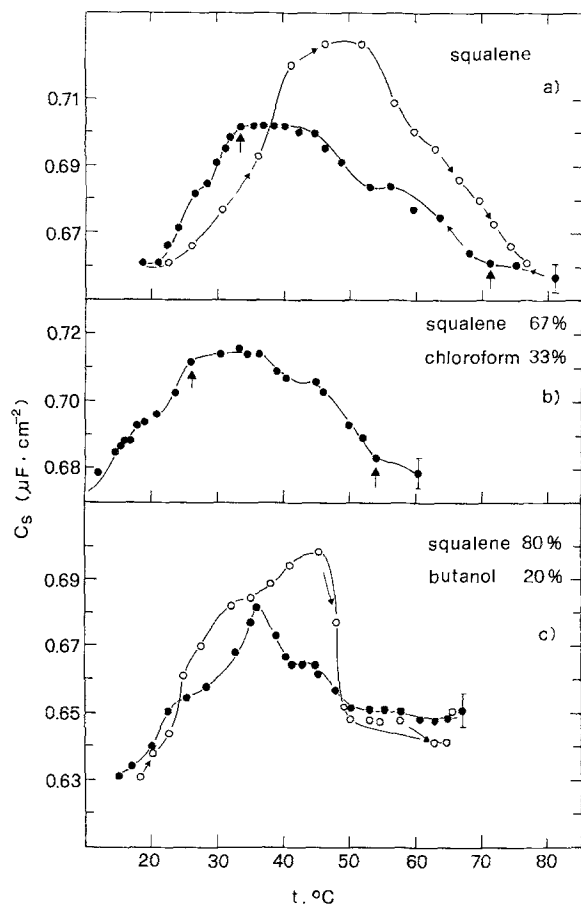 squalene
a)
0.71
0.69
0.67
squalene 67%
chloroform 33%
b)
0.72
0.70
0.68
Cs (µF · cm⁻²)
squalene 80%
butanol 20%
c)
0.69
0.67
0.65
0.63
20 30 40 50 60 70 80
t, °C